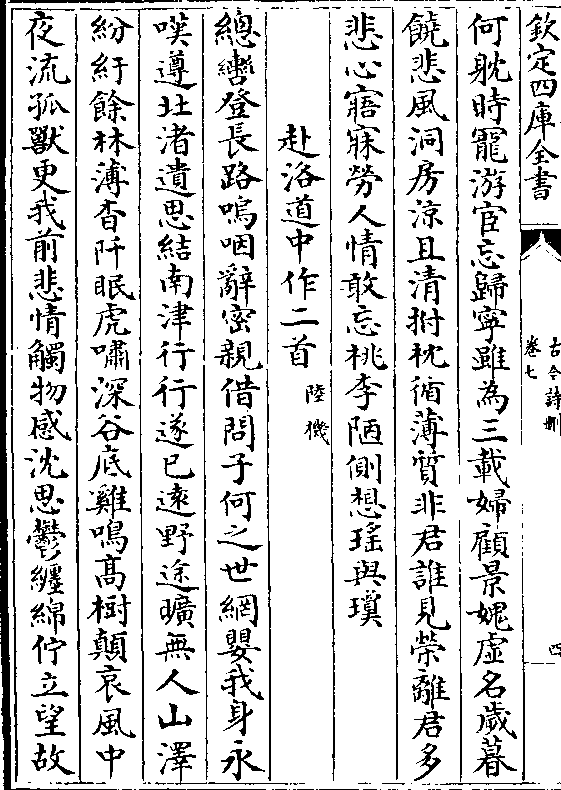 欽定四庫全書
古今詩刪
卷七
四
何躭時寵游宦忘歸寧雖為三載婦顧景媿虛名歲暮
饒悲風洞房凉且清拊枕循薄質非君誰見榮離君多
悲心寤寐勞人情敢忘桃李陋側想瑤與瓊
赴洛道中作二首
陸機
總轡登長路嗚咽辭密親借問子何之世網嬰我身永
嘆遵北渚遺思結南津行行遂已遠野途曠無人山澤
紛紆餘林薄杳阡眠虎嘯深谷底雞鳴髙樹顛哀風中
夜流孤獸更我前悲情觸物感沈思鬱纒綿佇立望故